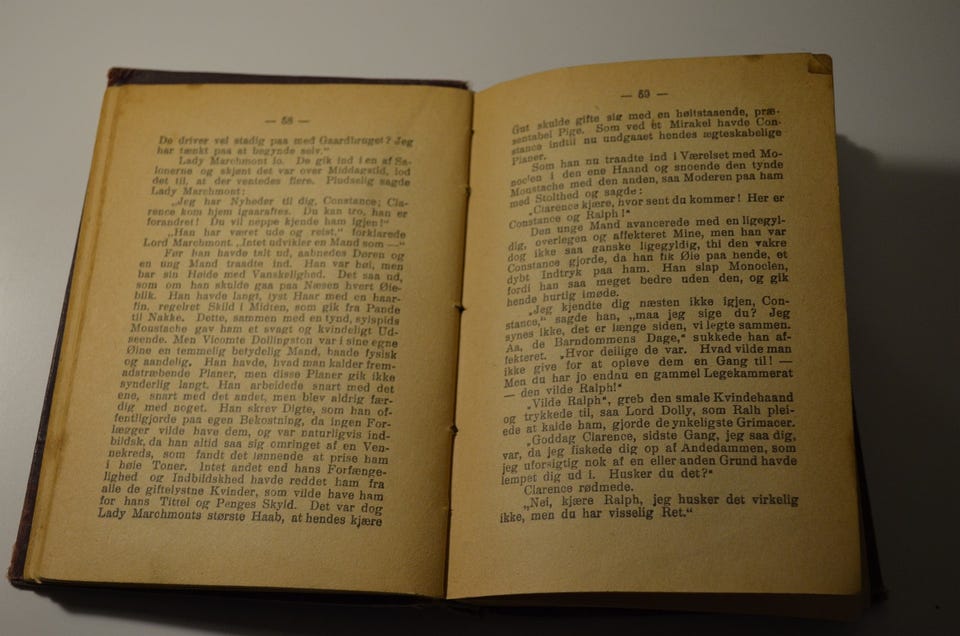 — 58 —
De driver vel stadig paa med Gaardbruget? Jeg
har tænkt paa at begynde selv."
Lady Marchmont lo. De gik ind i en af Sa-
lonerne og skjønt det var over Middagstid, lod
det til, at der ventedes flere. Pludselig sagde
Lady Marchmont:
„Jeg har Nyheder til dig, Constance; Cla-
rence kom hjem igaaraftes. Du kan tro, han er
forandret! Du vil neppe kjende ham igjen!"
„Han har været ude og reist," forklarede
Lord Marchmont. „Intet udvikler en Mand som —"
Før han havde talt ud, aabnedes Døren og
en ung Mand traadte ind. Han var høi, men
bar sin Høide med Vanskelighed. Det saa ud,
som om han skulde gaa paa Næsen hvert Øie-
blik. Han havde langt, lyst Haar med en haar-
fin, regelret Skild i Midten, som gik fra Pande
til Nakke. Dette, sammen med en tynd, sylspids
Moustache gav ham et svagt og kvindeligt Ud-
seende. Men Vicomte Dollingston var i sine egne
Øine en temmelig betydelig Mand, baade fysisk
og aandelig. Han havde, hvad man kalder frem-
adstræbende Planer, men disse Planer gik ikke
synderlig langt. Han arbeidede snart med det
ene, snart med det andet, men blev aldrig fær-
dig med noget. Han skrev Digte, som han of-
fentligjorde paa egen Bekostning, da ingen For-
lægger vilde have dem, og var naturligvis ind-
bildsk, da han altid saa sig omringet af en Ven-
nekreds, som fandt det lønnende at prise ham
i høie Toner. Intet andet end hans Forfænge-
lighed og Indbildskhed havde reddet ham fra
alle de giftelystne Kvinder, som vilde have ham
for hans Tittel og Penges Skyld. Det var dog
Lady Marchmonts største Haab, at hendes kjære
— 59 —
Gut skulde gifte sig med en høitstaaende, præ-
sentabel Pige. Som ved et Mirakel havde Con-
stance indtil nu undgaaet hendes ægteskabelige
Planer.
Som han nu traadte ind i Værelset med Mo-
noclen i den ene Haand og snoende den tynde
Moustache med den anden, saa Moderen paa ham
med Stolthed og sagde:
„Clarence kjære, hvor sent du kommer! Her er
Constance og Ralph!"
Den unge Mand avancerede med en ligegyl-
dig, overlegen og affekteret Mine, men han var
dog ikke saa ganske ligegyldig, thi den vakre
Constance gjorde, da han fik Øie paa hende, et
dybt Indtryk paa ham. Han slap Monoclen,
fordi han saa meget bedre uden den, og gik
hende hurtig imøde.
„Jeg kjendte dig næsten ikke igjen, Con-
stance," sagde han, „maa jeg sige du? Jeg
synes ikke, det er længe siden, vi legte sammen.
Aa, de Barndommens Dage," sukkede han af-
fekteret. „Hvor deilige de var. Hvad vilde man
ikke give for at opleve dem en Gang til! —
Men du har jo endnu en gammel Legekammerat
— den vilde Ralph!"
„Vilde Ralph", greb den smale Kvindehaand
og trykkede til, saa Lord Dolly, som Ralh plei-
ede at kalde ham, gjorde de ynkeligste Grimacer.
„Goddag Clarence, sidste Gang, jeg saa dig,
var, da jeg fiskede dig op af Andedammen, som
jeg uforsigtig nok af en eller anden Grund havde
lempet dig ud i. Husker du det?"
Clarence rødmede.
„Nei, kjære Ralph, jeg husker det virkelig
ikke, men du har visselig Ret."